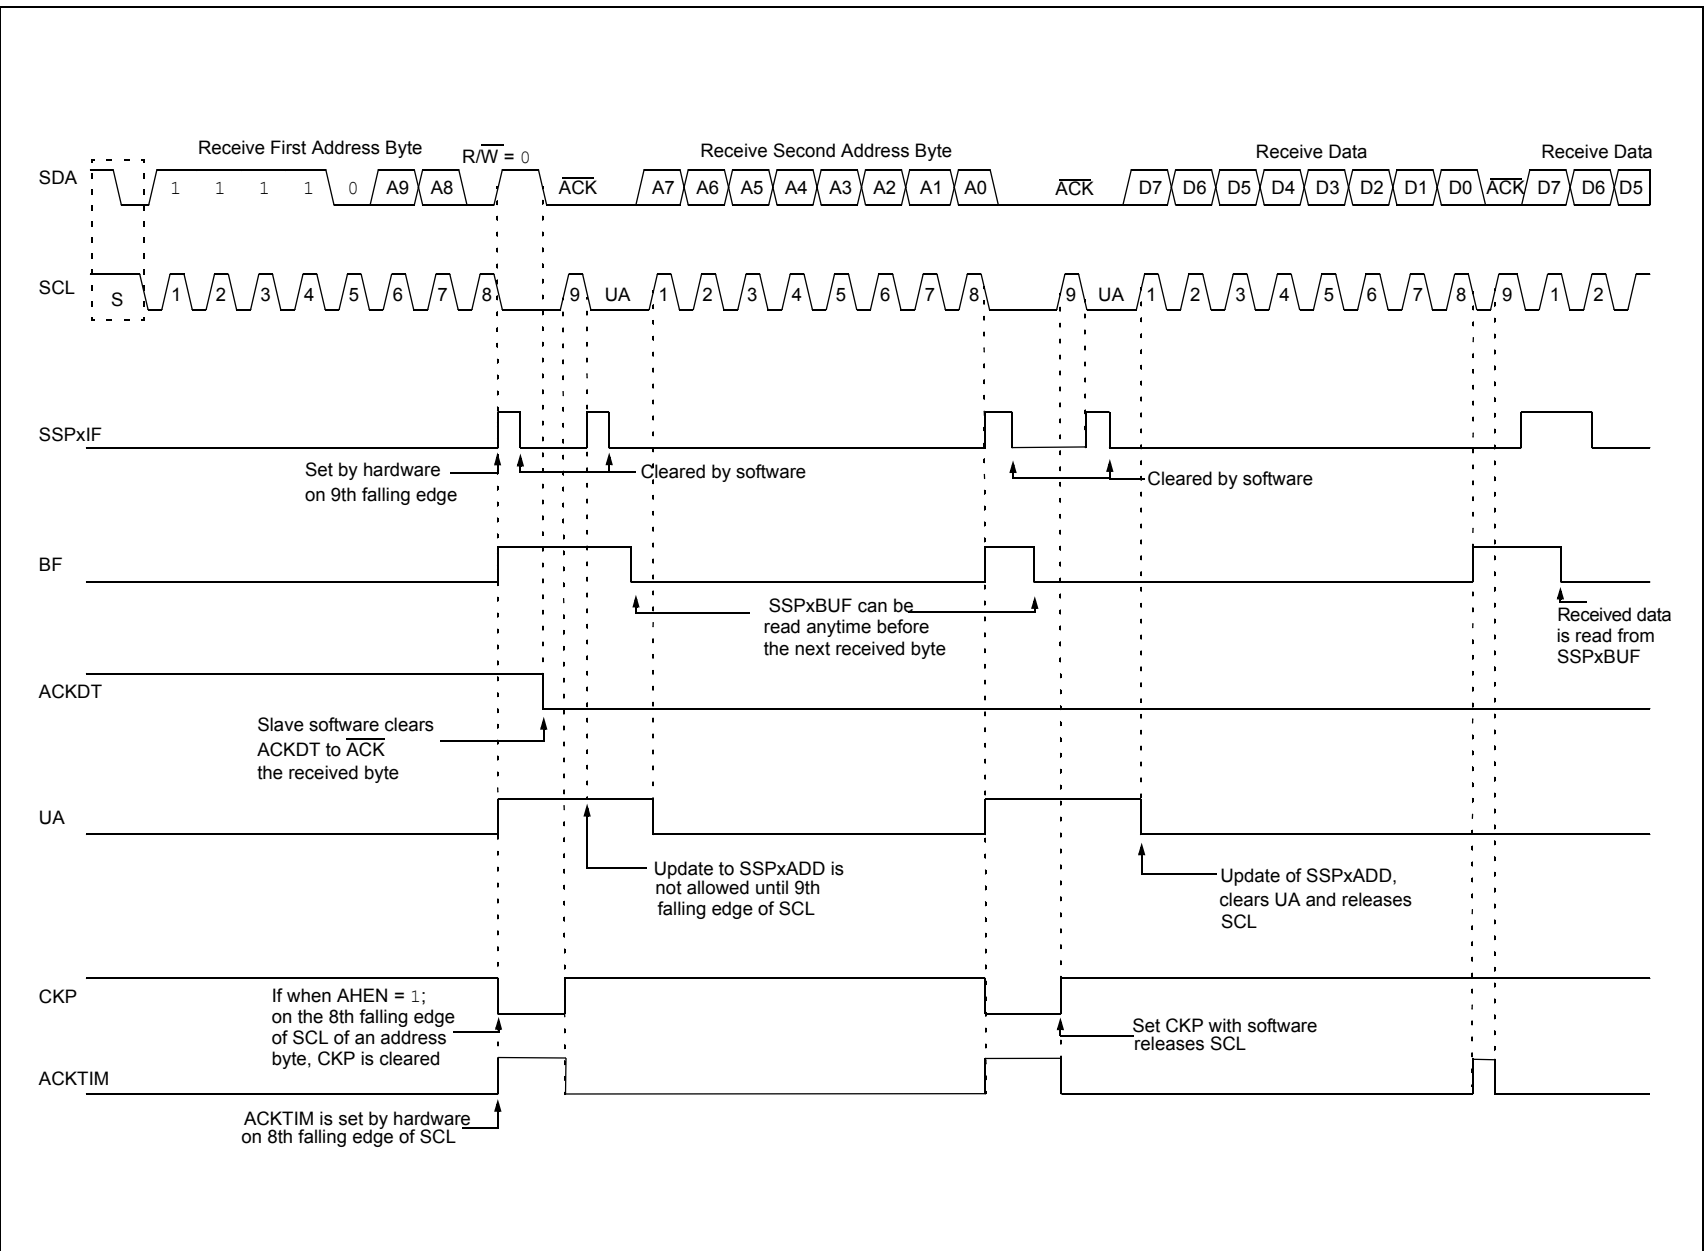 Receive First Address Byte
R/W = 0
Receive Second Address Byte
Receive Data
Receive Data
SDA
1 1 1 1 0 A9 A8 ACK A7 A6 A5 A4 A3 A2 A1 A0 ACK D7 D6 D5 D4 D3 D2 D1 D0 ACK D7 D6 D5
SCL
S 1 2 3 4 5 6 7 8 9 UA 1 2 3 4 5 6 7 8 9 UA 1 2 3 4 5 6 7 8 9 1 2
SSPxIF
Set by hardware
on 9th falling edge
Cleared by software
Cleared by software
BF
SSPxBUF can be
read anytime before
the next received byte
Received data
is read from
SSPxBUF
ACKDT
Slave software clears
ACKDT to ACK
the received byte
UA
Update to SSPxADD is
not allowed until 9th
falling edge of SCL
Update of SSPxADD,
clears UA and releases
SCL
CKP
If when AHEN = 1;
on the 8th falling edge
of SCL of an address
byte, CKP is cleared
Set CKP with software
releases SCL
ACKTIM
ACKTIM is set by hardware
on 8th falling edge of SCL